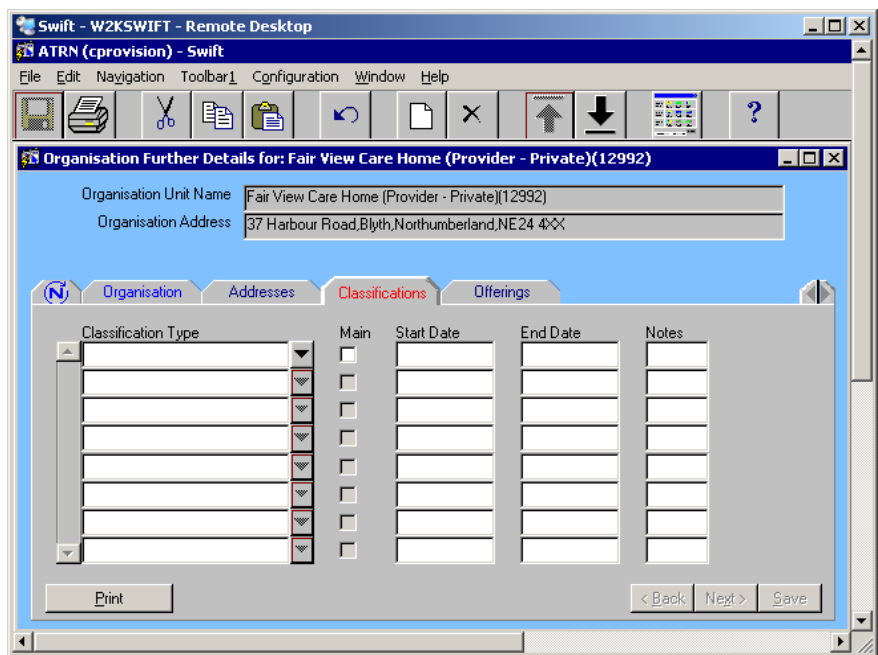 Swift - W2KSWIFT - Remote Desktop
ATRN (cprovision) - Swift
File Edit Navigation Toolbar1 Configuration Window Help
?
Organisation Further Details for: Fair View Care Home (Provider - Private)(12992)
Organisation Unit Name Fair View Care Home (Provider - Private)(12992)
Organisation Address 37 Harbour Road,Blyth,Northumberland,NE24 4XX
N Organisation Addresses Classifications Offerings
Classification Type Main Start Date End Date Notes
Print < Back Next > Save